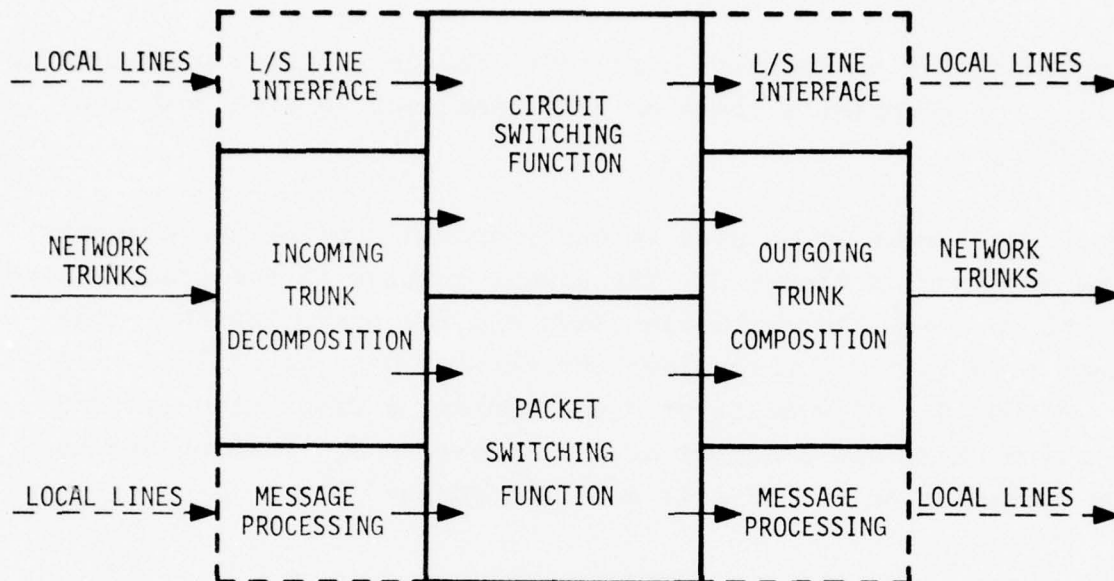 LOCAL LINES
L/S LINE
INTERFACE
CIRCUIT
SWITCHING
FUNCTION
L/S LINE
INTERFACE
LOCAL LINES
NETWORK
TRUNKS
INCOMING
TRUNK
DECOMPOSITION
OUTGOING
TRUNK
COMPOSITION
NETWORK
TRUNKS
LOCAL LINES
MESSAGE
PROCESSING
PACKET
SWITCHING
FUNCTION
MESSAGE
PROCESSING
LOCAL LINES